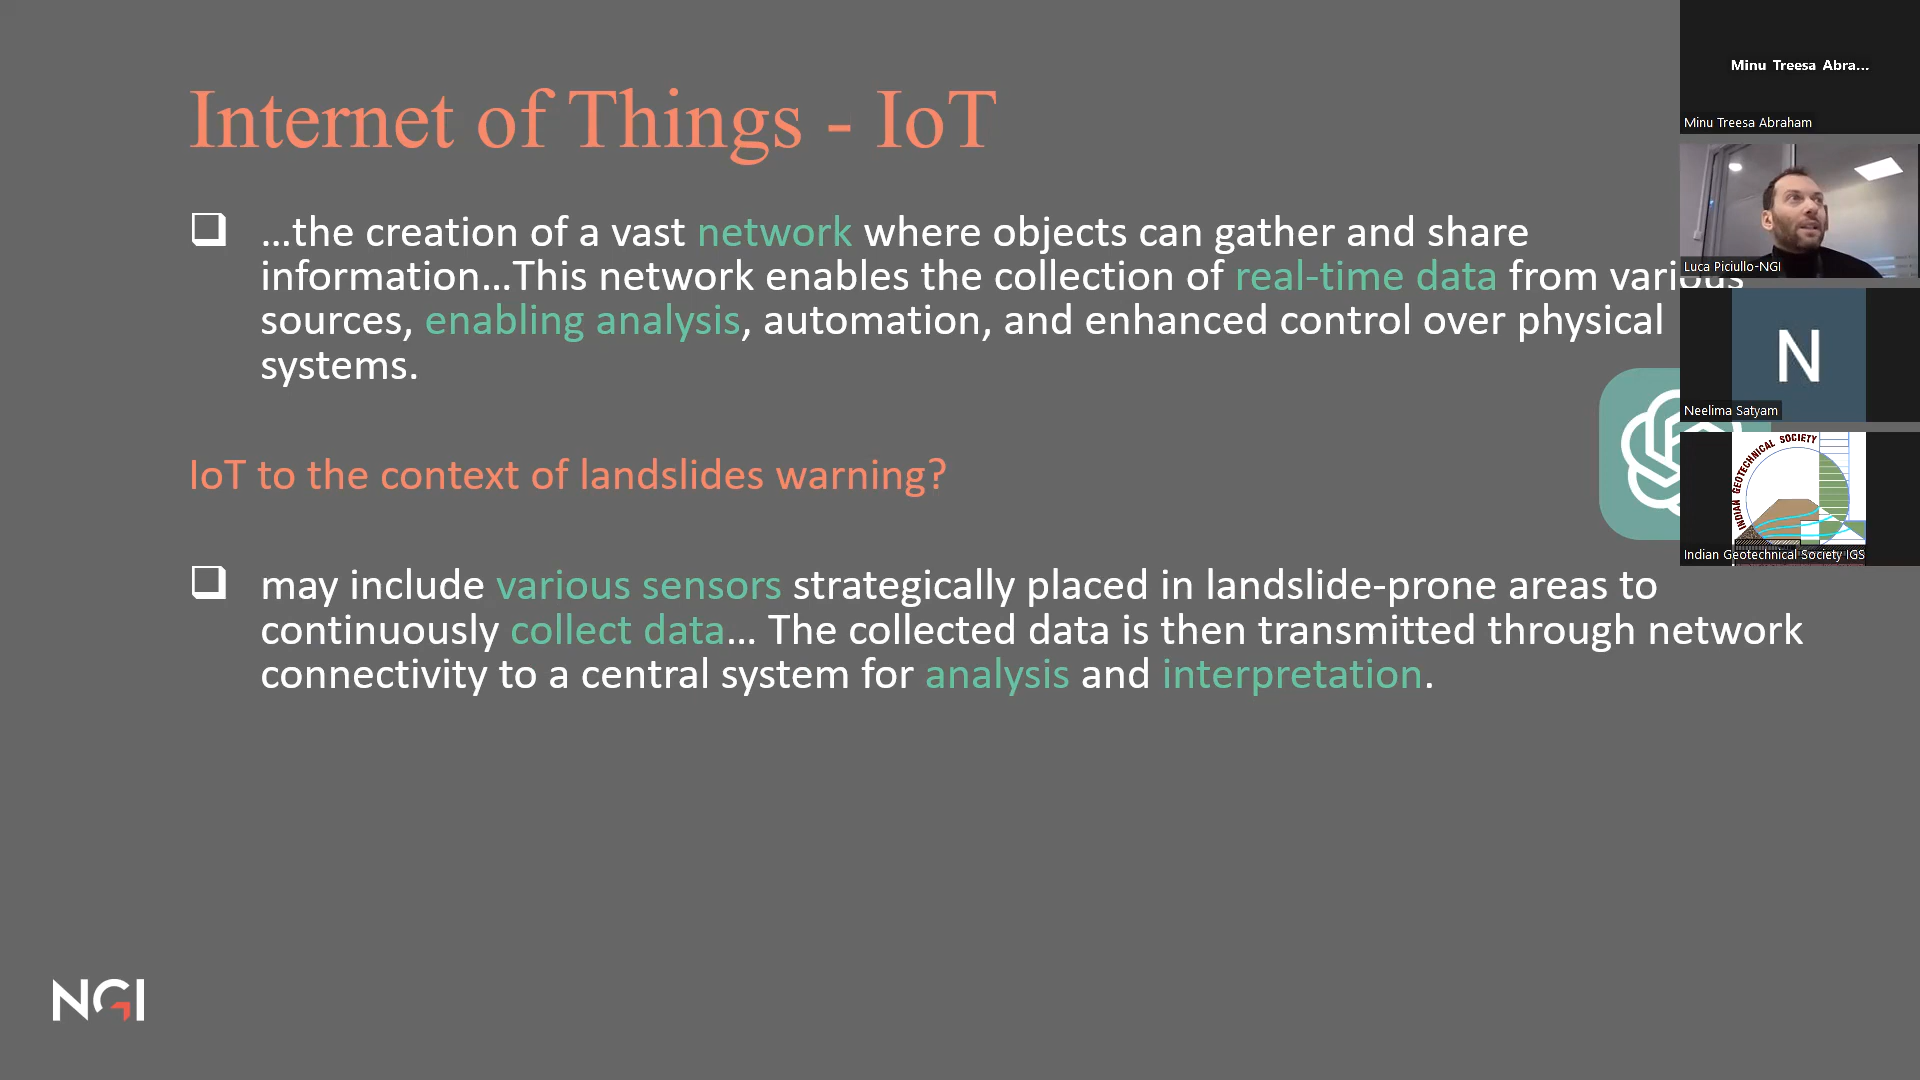 Internet of Things - IoT
...the creation of a vast network where objects can gather and share
information...This network enables the collection of real-time data from various
sources, enabling analysis, automation, and enhanced control over physical
systems.
IoT to the context of landslides warning?
may include various sensors strategically placed in landslide-prone areas to
continuously collect data... The collected data is then transmitted through network
connectivity to a central system for analysis and interpretation.
NGI
Minu Treesa Abra...
Minu Treesa Abraham
Luca Piciullo-NGI
N
Neelima Satyam
INDIAN GEOTECHNICAL SOCIETY
Indian Geotechnical Society IGS